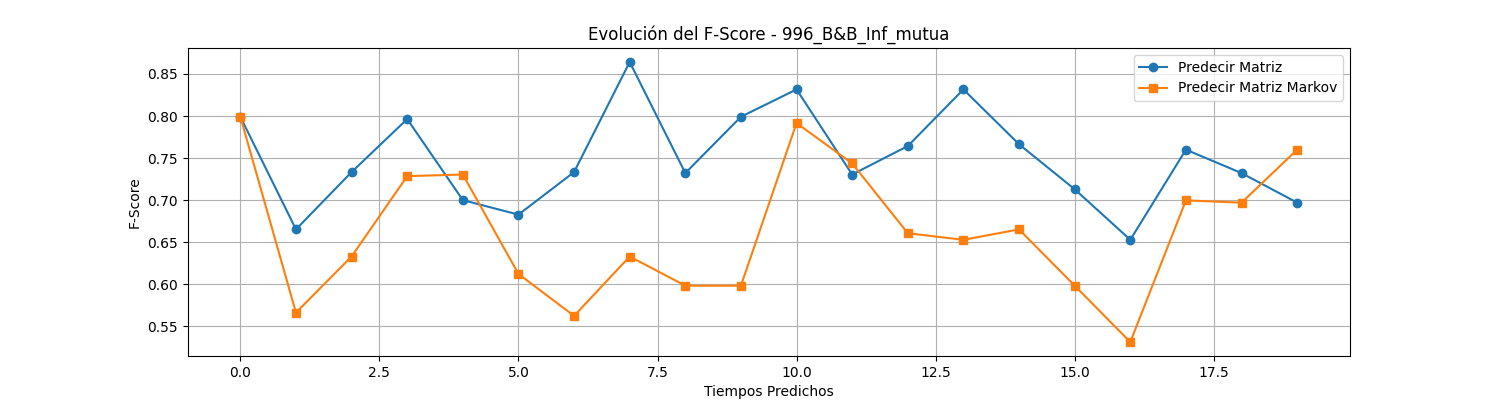 Evolución del F-Score - 996_B&B_Inf_mutua
Predecir Matriz
Predecir Matriz Markov
F-Score
0.85
0.80
0.75
0.70
0.65
0.60
0.55
0.0 2.5 5.0 7.5 10.0 12.5 15.0 17.5
Tiempos Predichos